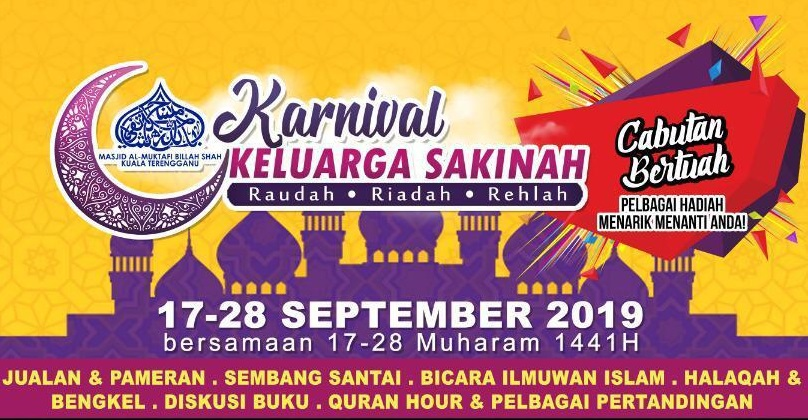 MASJID AL-MUKTAFI BILLAH SHAH
KUALA TERENGGANU
Karnival
KELUARGA SAKINAH
Raudah • Riadah • Rehlah
Cabutan
Bertuah
PELBAGAI HADIAH
MENARIK MENANTI ANDA!
17-28 SEPTEMBER 2019
bersamaan 17-28 Muharam 1441H
JUALAN & PAMERAN . SEMBANG SANTAI . BICARA ILMUWAN ISLAM . HALAQAH &
BENGKEL . DISKUSI BUKU . QURAN HOUR & PELBAGAI PERTANDINGAN